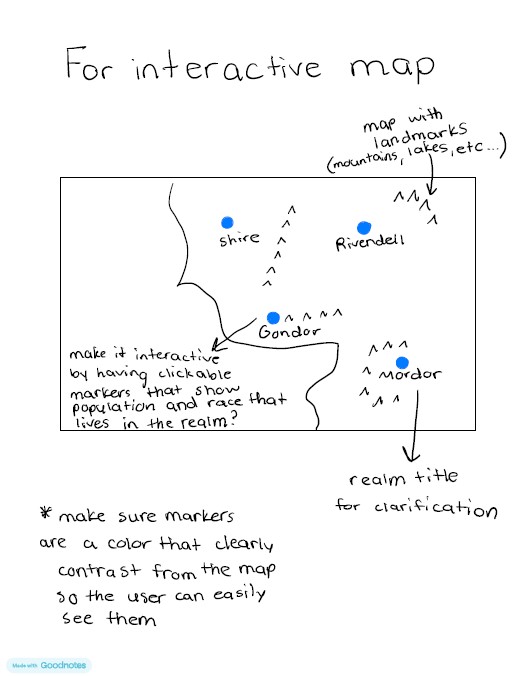 For interactive map
map with
landmarks
(mountains, lakes, etc...)
shire
Rivendell
Gondor
make it interactive
by having clickable
markers that show
population and race that
lives in the realm?
Mordor
realm title
for clarification
* make sure markers
are a color that clearly
contrast from the map
so the user can easily
see them
Made with Goodnotes